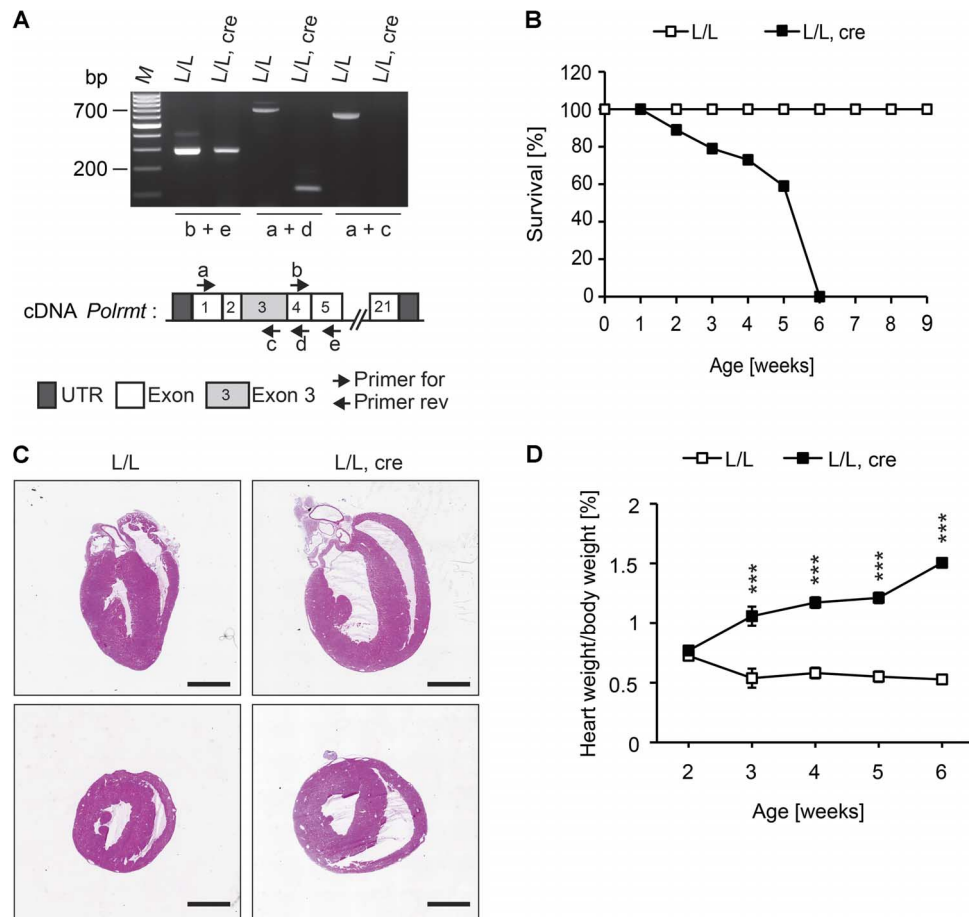 A
bp
M
L/L
L/L, cre
L/L
L/L, cre
L/L
L/L, cre
700
200
b + e
a + d
a + c
a
b
cDNA Polrmt :
1
2
3
4
5
21
c
d
e
UTR
Exon
3
Exon 3
Primer for
Primer rev
B
L/L
L/L, cre
Survival [%]
120
100
80
60
40
20
0
0 1 2 3 4 5 6 7 8 9
Age [weeks]
C
L/L
L/L, cre
D
L/L
L/L, cre
Heart weight/body weight [%]
2
1.5
1
0.5
0
***
***
***
***
2 3 4 5 6
Age [weeks]